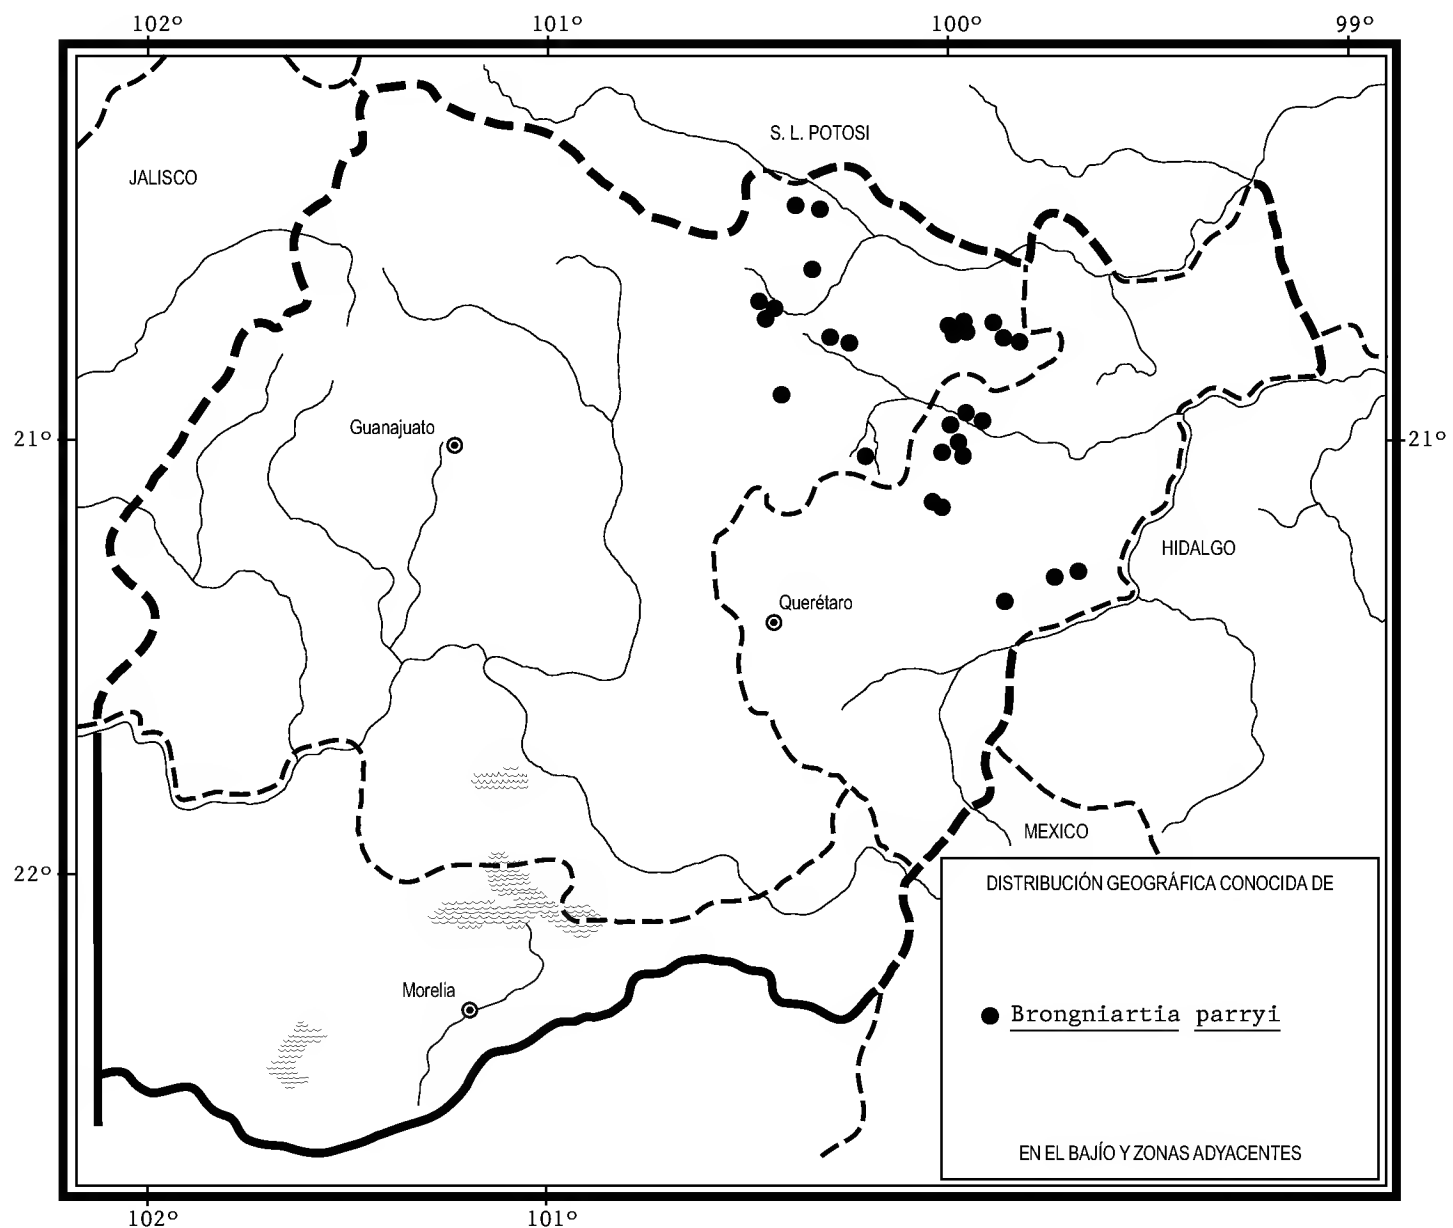 102° 101° 100° 99°
S. L. POTOSI
JALISCO
Guanajuato
21° 21°
HIDALGO
Querétaro
MEXICO
22°
DISTRIBUCIÓN GEOGRÁFICA CONOCIDA DE
Morelia
Brongniartia parryi
EN EL BAJÍO Y ZONAS ADYACENTES
102° 101°